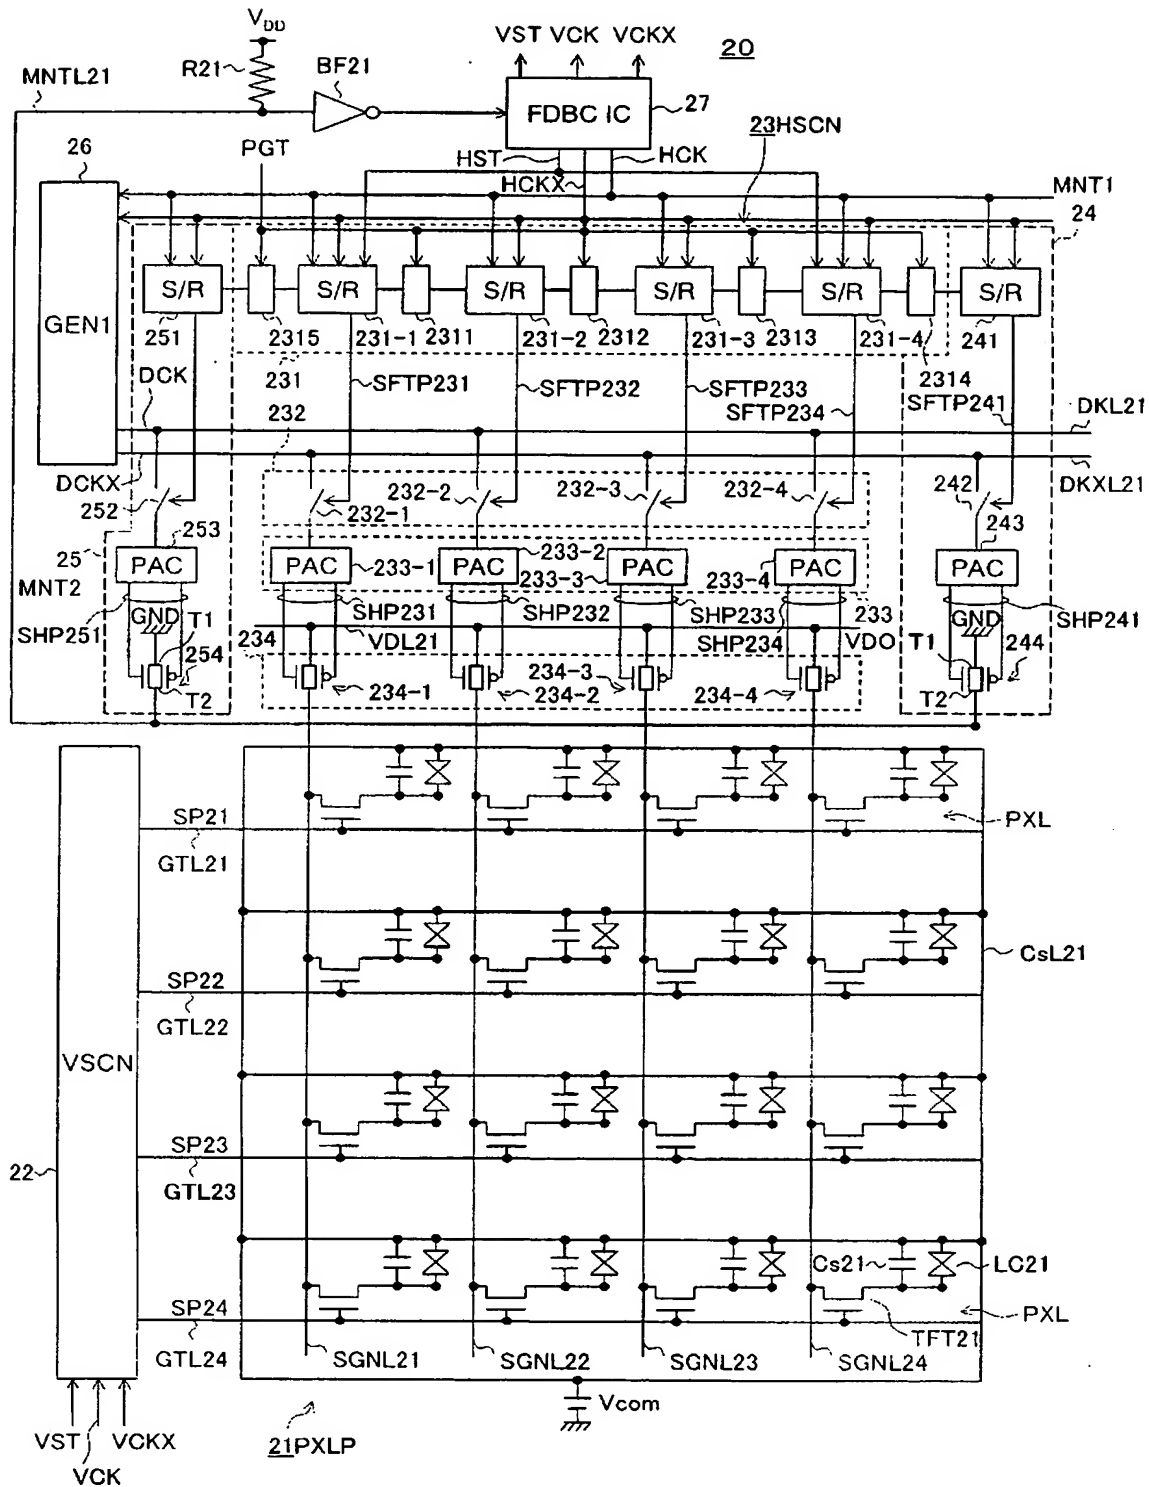 VDD
VST VCK VCKX
20
R21
BF21
MNTL21
FDBC IC
27
26
PGT
HST
HCK
23HSCN
HCKX
MNT1
24
GEN1
S/R
S/R
S/R
S/R
S/R
S/R
251
2315
231-1
2311
231-2
2312
231-3
2313
231-4
241
231
2314
DCK
SFTP231
SFTP232
SFTP233
SFTP234
SFTP241
DKL21
232
DCKX
DKXL21
252
232-1
232-2
232-3
232-4
242
253
243
25
PAC
PAC
PAC
PAC
PAC
PAC
233-1
233-2
233-3
233-4
MNT2
SHP251
GND
T1
SHP231
SHP232
SHP233
SHP234
233
GND
SHP241
234
VDL21
VDO
T1
254
244
T2
234-1
234-2
234-3
234-4
T2
SP21
GTL21
PXL
SP22
GTL22
CsL21
VSCN
SP23
GTL23
22
Cs21
LC21
SP24
GTL24
PXL
TFT21
SGNL21
SGNL22
SGNL23
SGNL24
Vcom
VST
VCKX
VCK
21PXLP